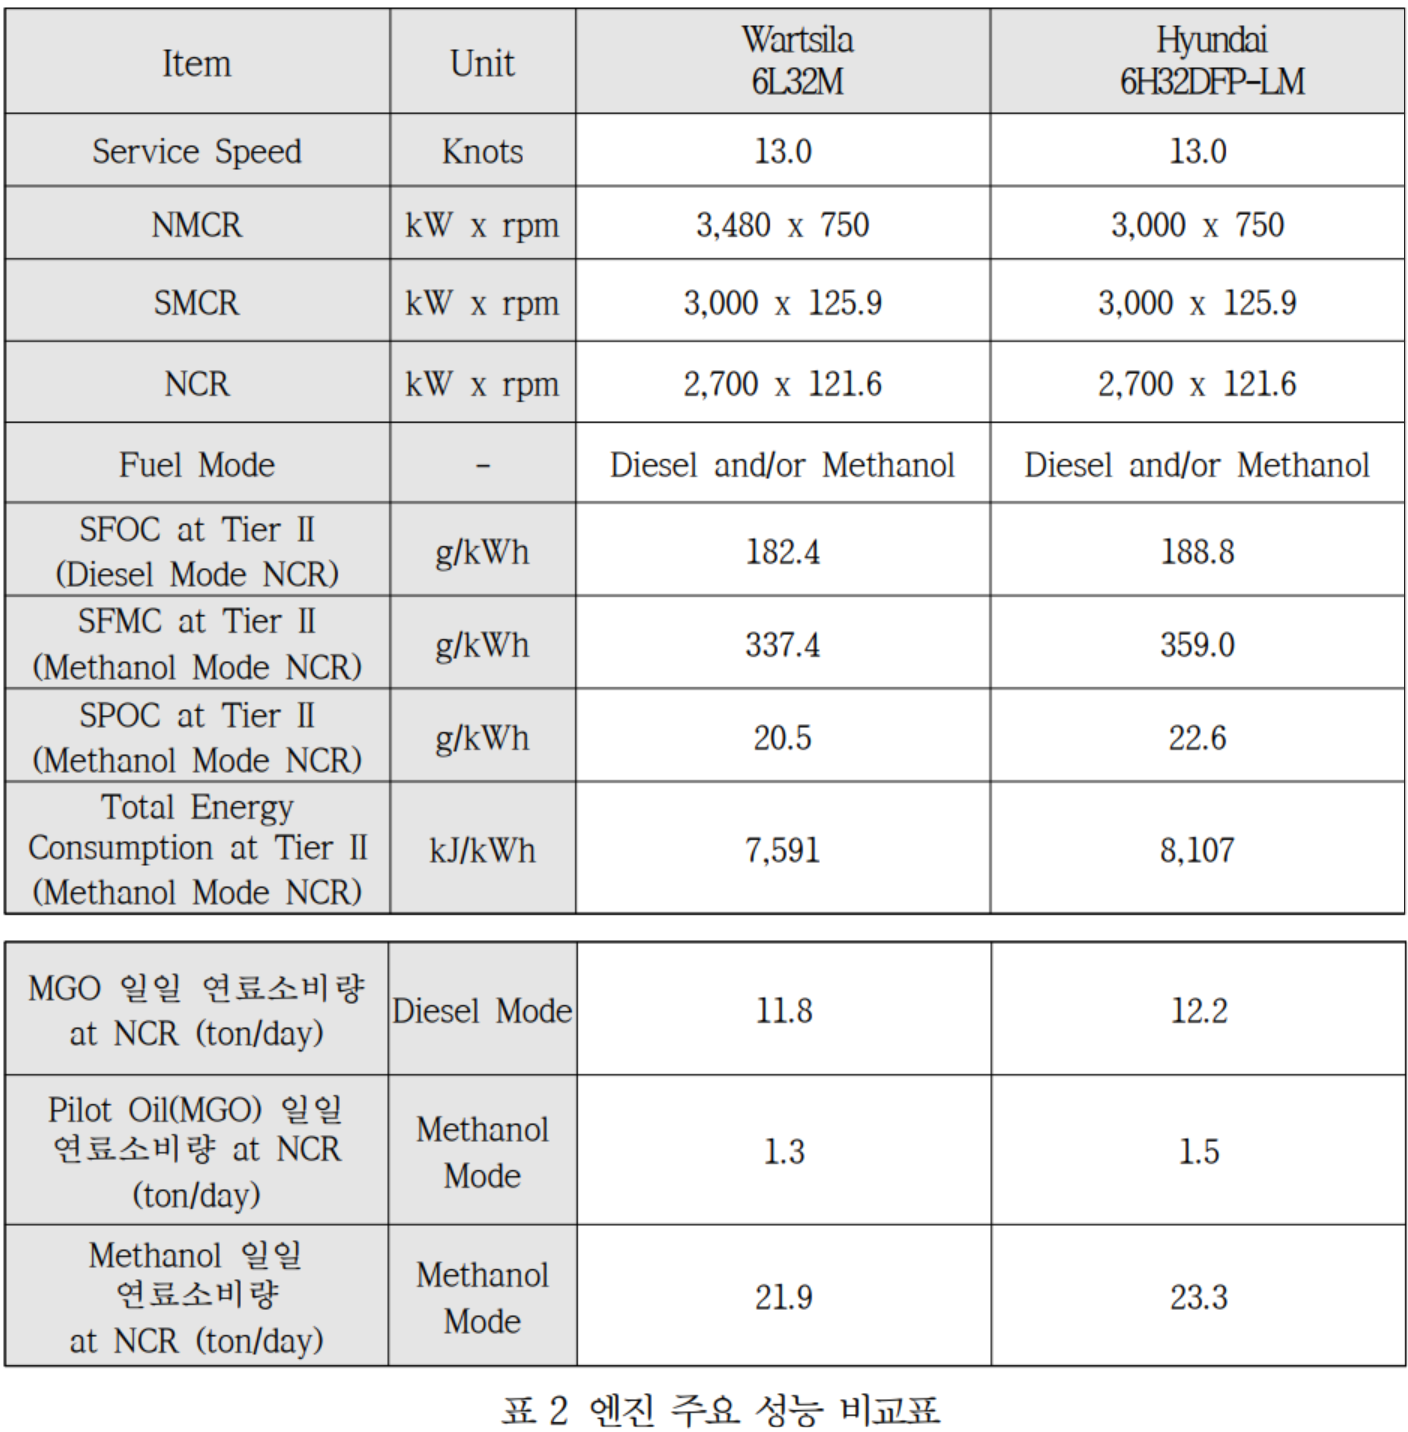 Item Unit Wartsila 6L32M Hyundai 6H32DFP-LM
Service Speed Knots 13.0 13.0
NMCR kW x rpm 3,480 x 750 3,000 x 750
SMCR kW x rpm 3,000 x 125.9 3,000 x 125.9
NCR kW x rpm 2,700 x 121.6 2,700 x 121.6
Fuel Mode - Diesel and/or Methanol Diesel and/or Methanol
SFOC at Tier Ⅱ
(Diesel Mode NCR) g/kWh 182.4 188.8
SFMC at Tier Ⅱ
(Methanol Mode NCR) g/kWh 337.4 359.0
SPOC at Tier Ⅱ
(Methanol Mode NCR) g/kWh 20.5 22.6
Total Energy
Consumption at Tier Ⅱ
(Methanol Mode NCR) kJ/kWh 7,591 8,107
MGO 일일 연료소비량
at NCR (ton/day) Diesel Mode 11.8 12.2
Pilot Oil(MGO) 일일
연료소비량 at NCR
(ton/day) Methanol Mode 1.3 1.5
Methanol 일일
연료소비량
at NCR (ton/day) Methanol Mode 21.9 23.3
표 2 엔진 주요 성능 비교표